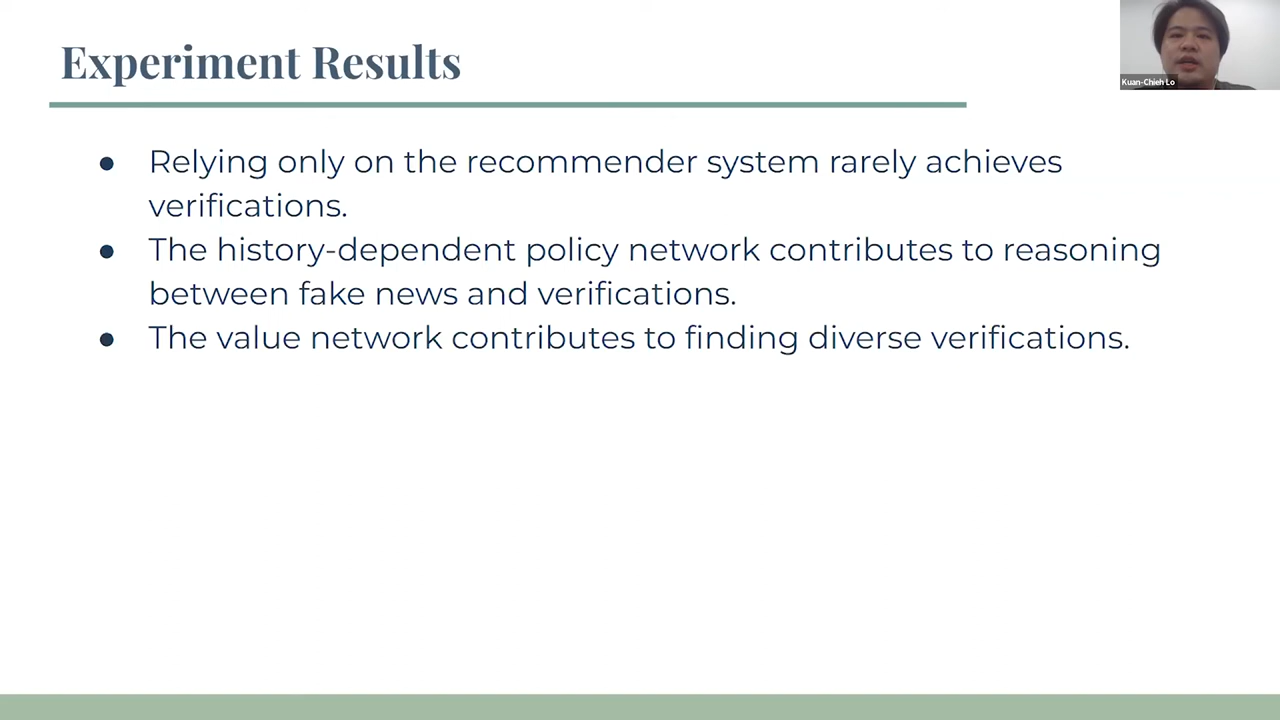 Experiment Results
Kuan-Chieh Lo
● Relying only on the recommender system rarely achieves
verifications.
● The history-dependent policy network contributes to reasoning
between fake news and verifications.
● The value network contributes to finding diverse verifications.